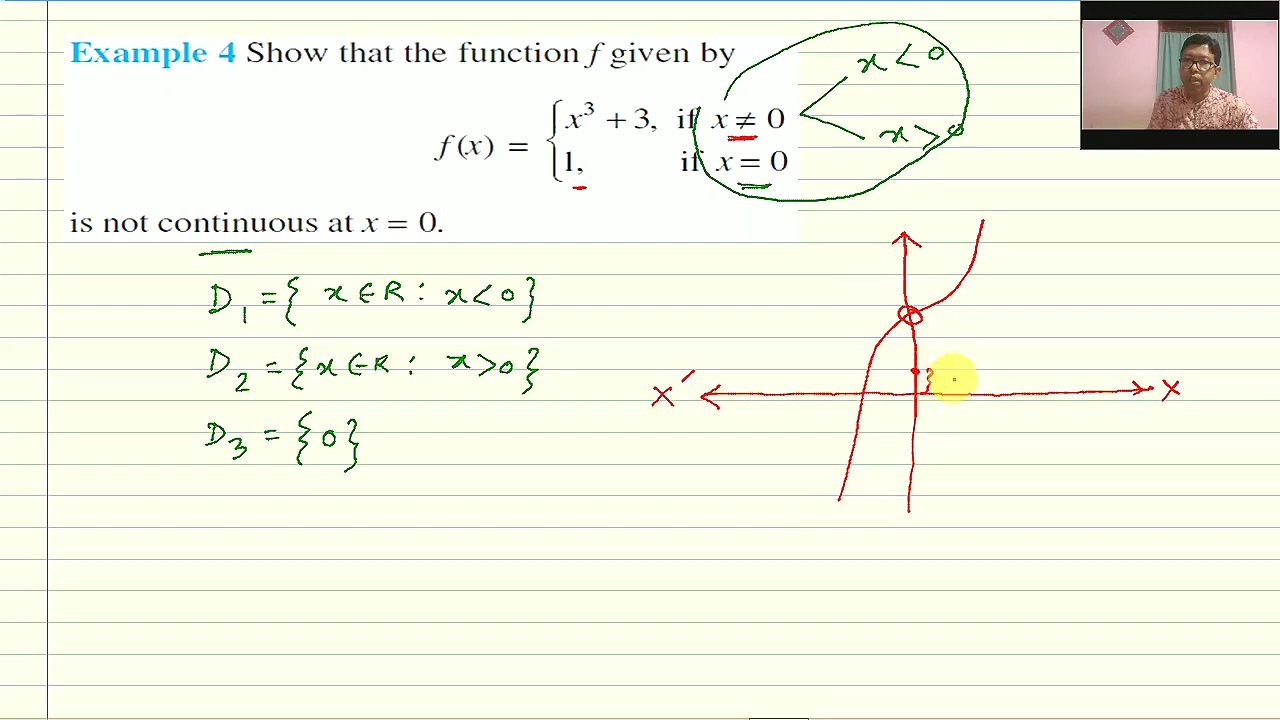 Example 4 Show that the function f given by
f(x) = { x³ + 3, if x ≠ 0
1, if x = 0
x < 0
x > 0
is not continuous at x = 0.
D₁ = { x ∈ R : x < 0 }
D₂ = { x ∈ R : x > 0 }
D₃ = { 0 }
X′ X